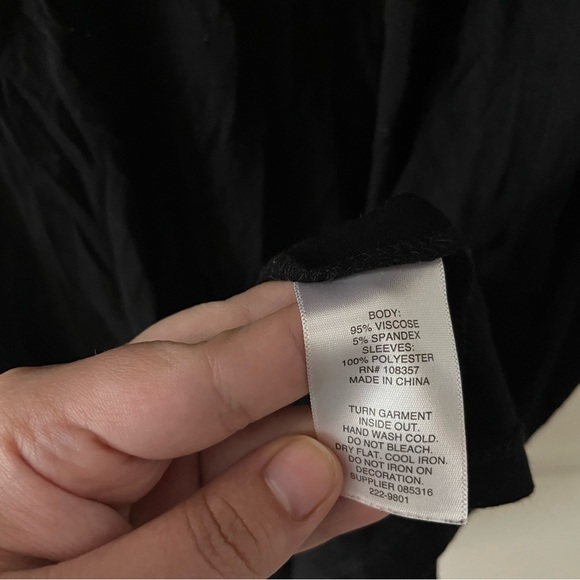 BODY:
95% VISCOSE
5% SPANDEX
SLEEVES:
100% POLYESTER
RN# 108357
MADE IN CHINA
TURN GARMENT
INSIDE OUT.
HAND WASH COLD.
DO NOT BLEACH.
DRY FLAT. COOL IRON.
DO NOT IRON ON
DECORATION.
SUPPLIER 085316
222-9801